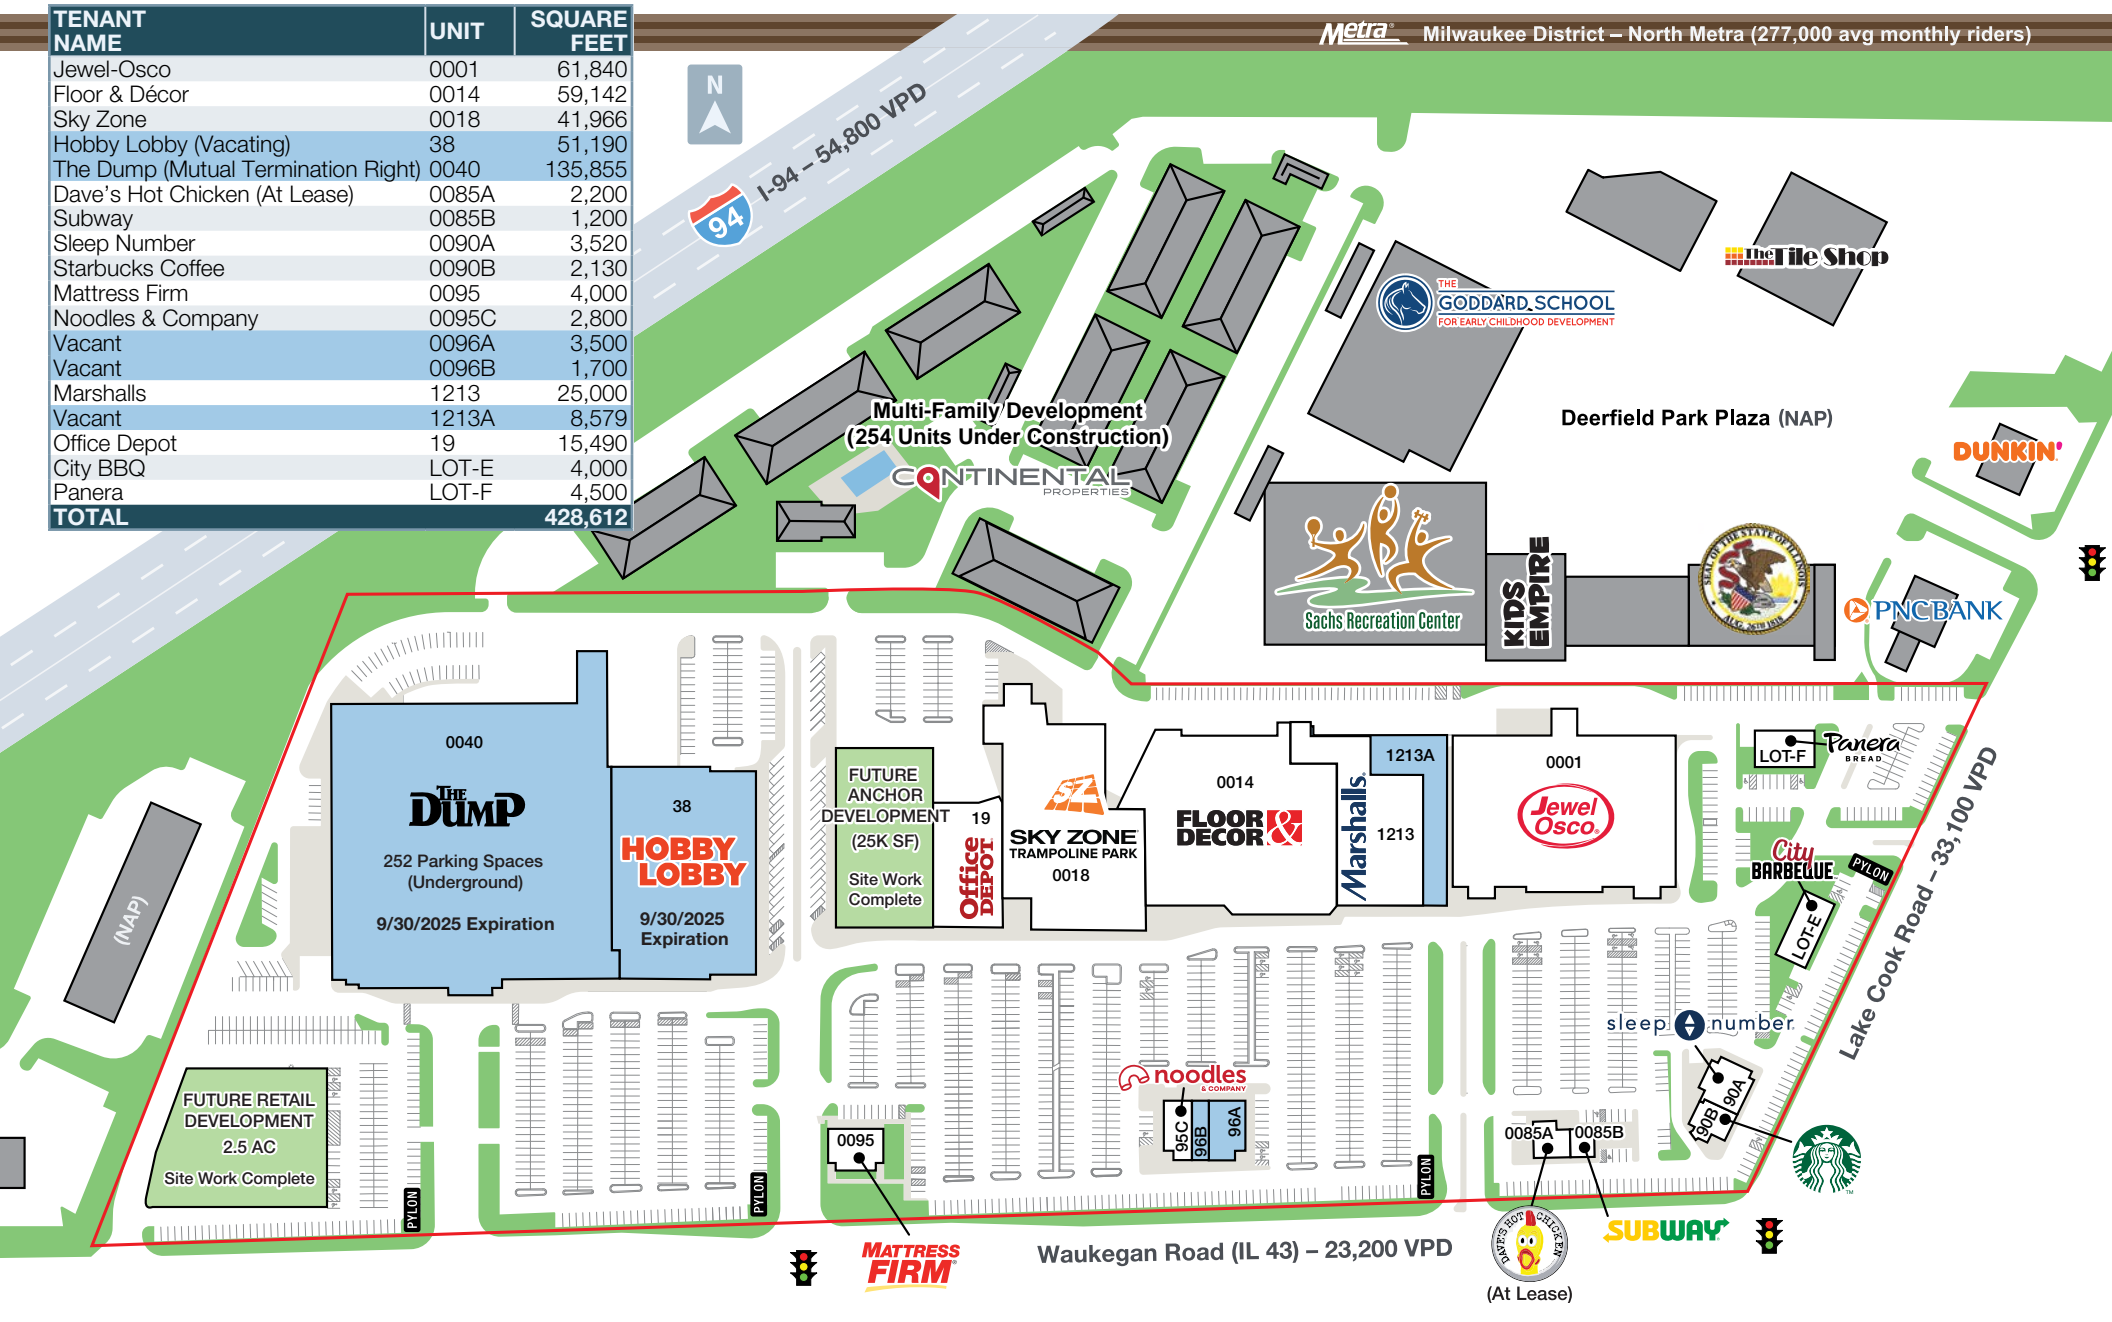 TENANT NAME UNIT SQUARE FEET
Jewel-Osco 0001 61,840
Floor & Décor 0014 59,142
Sky Zone 0018 41,966
Hobby Lobby (Vacating) 38 51,190
The Dump (Mutual Termination Right) 0040 135,855
Dave's Hot Chicken (At Lease) 0085A 2,200
Subway 0085B 1,200
Sleep Number 0090A 3,520
Starbucks Coffee 0090B 2,130
Mattress Firm 0095 4,000
Noodles & Company 0095C 2,800
Vacant 0096A 3,500
Vacant 0096B 1,700
Marshalls 1213 25,000
Vacant 1213A 8,579
Office Depot 19 15,490
City BBQ LOT-E 4,000
Panera LOT-F 4,500
TOTAL 428,612
Metra Milwaukee District – North Metra (277,000 avg monthly riders)
N
I-94 – 54,800 VPD
94
The Tile Shop
THE
GODDARD SCHOOL
FOR EARLY CHILDHOOD DEVELOPMENT
Multi-Family Development
(254 Units Under Construction)
CONTINENTAL
PROPERTIES
Deerfield Park Plaza (NAP)
DUNKIN'
Sachs Recreation Center
KIDS
EMPIRE
SEAL OF THE STATE OF ILLINOIS
AUG. 26TH 1818
PNC BANK
0040
THE
DUMP
252 Parking Spaces
(Underground)
9/30/2025 Expiration
38
HOBBY
LOBBY
9/30/2025
Expiration
FUTURE
ANCHOR
DEVELOPMENT
(25K SF)
Site Work
Complete
19
Office
DEPOT
SZ
SKY ZONE
TRAMPOLINE PARK
0018
0014
FLOOR &
DECOR
Marshalls
1213A
1213
0001
Jewel
Osco
LOT-F
Panera
BREAD
City
BARBEQUE
PYLON
LOT-E
Lake Cook Road – 33,100 VPD
(NAP)
sleep number
90A
90B
FUTURE RETAIL
DEVELOPMENT
2.5 AC
Site Work Complete
PYLON
PYLON
0095
MATTRESS
FIRM
noodles
& COMPANY
95C
96B
96A
PYLON
0085A
0085B
DAVE'S HOT CHICKEN
(At Lease)
SUBWAY
Waukegan Road (IL 43) – 23,200 VPD